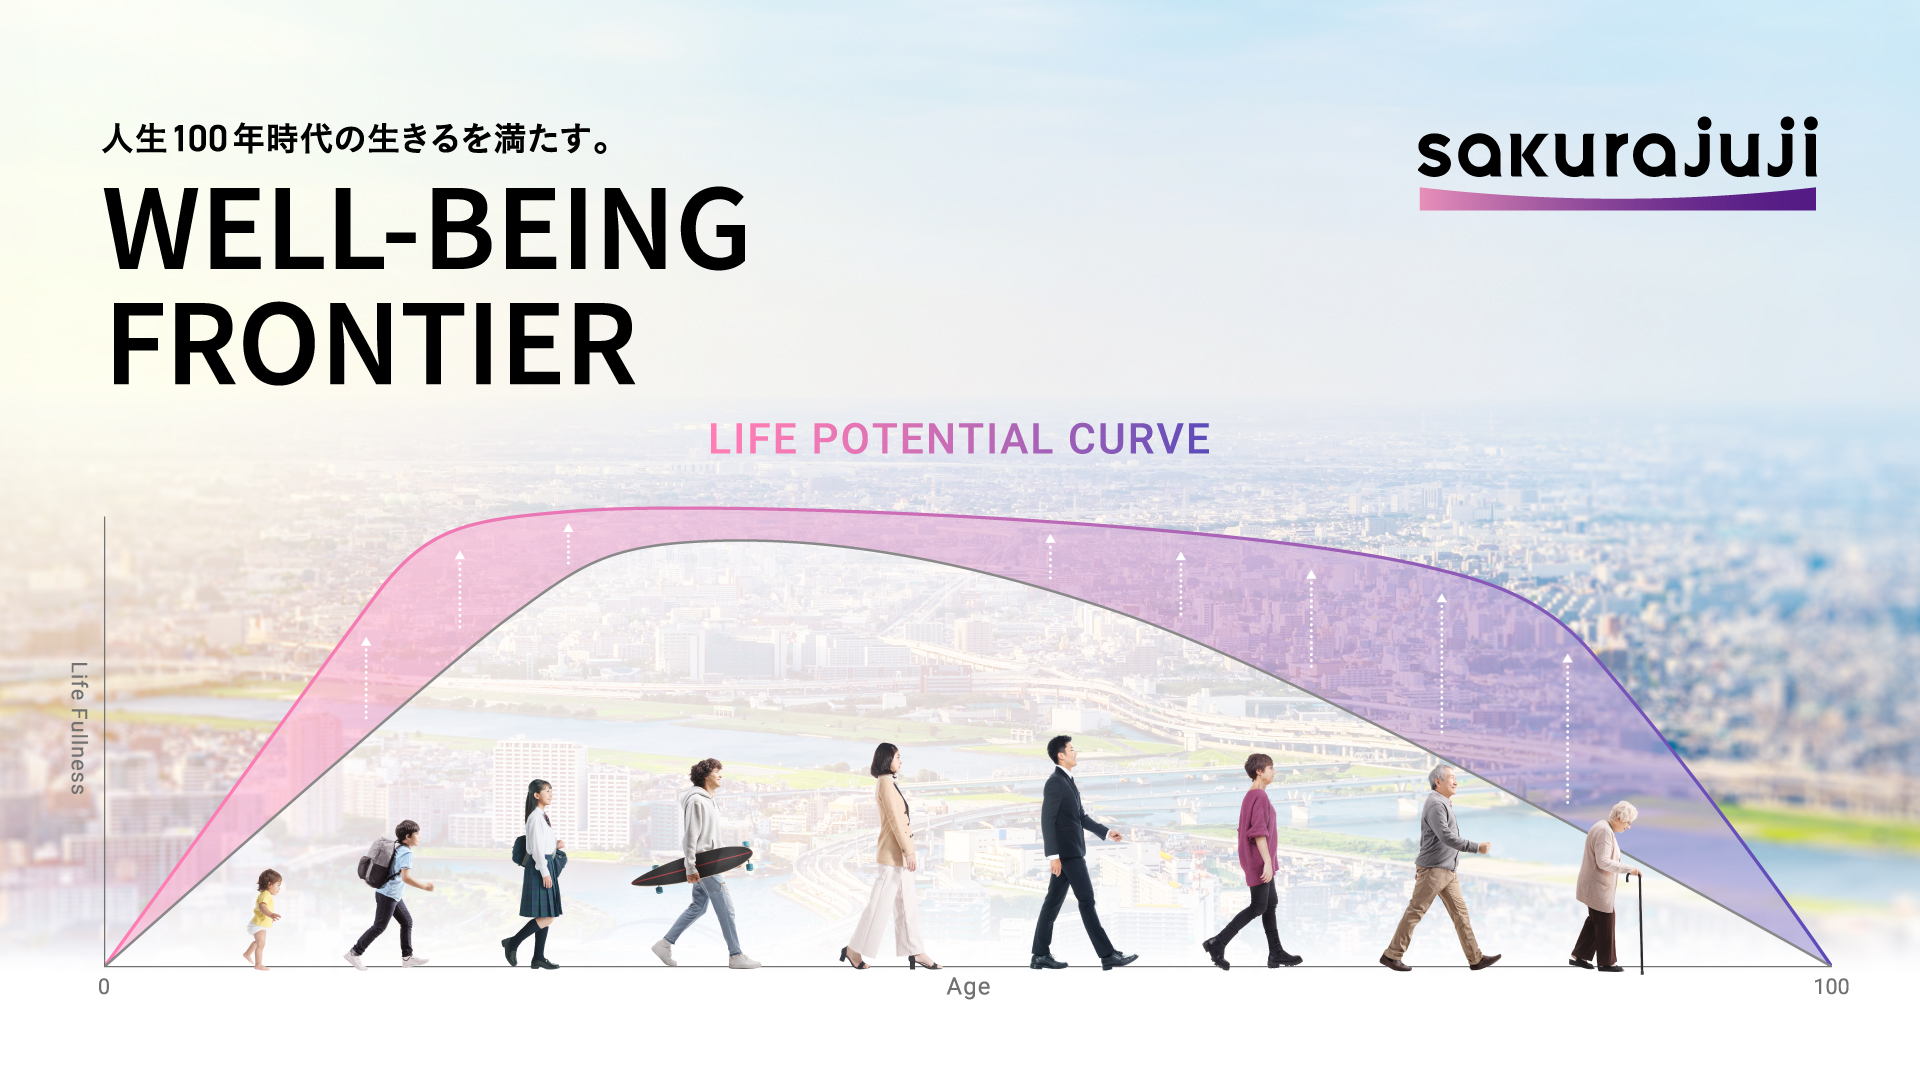 人生100年時代の生きるを満たす。
WELL-BEING
FRONTIER
sakurajuji
LIFE POTENTIAL CURVE
Life Fullness
0
Age
100